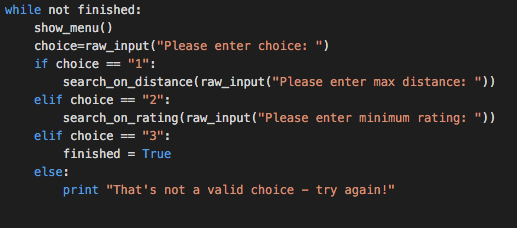 while not finished:
    show_menu()
    choice=raw_input("Please enter choice: ")
    if choice == "1":
        search_on_distance(raw_input("Please enter max distance: "))
    elif choice == "2":
        search_on_rating(raw_input("Please enter minimum rating: "))
    elif choice == "3":
        finished = True
    else:
        print "That's not a valid choice - try again!"